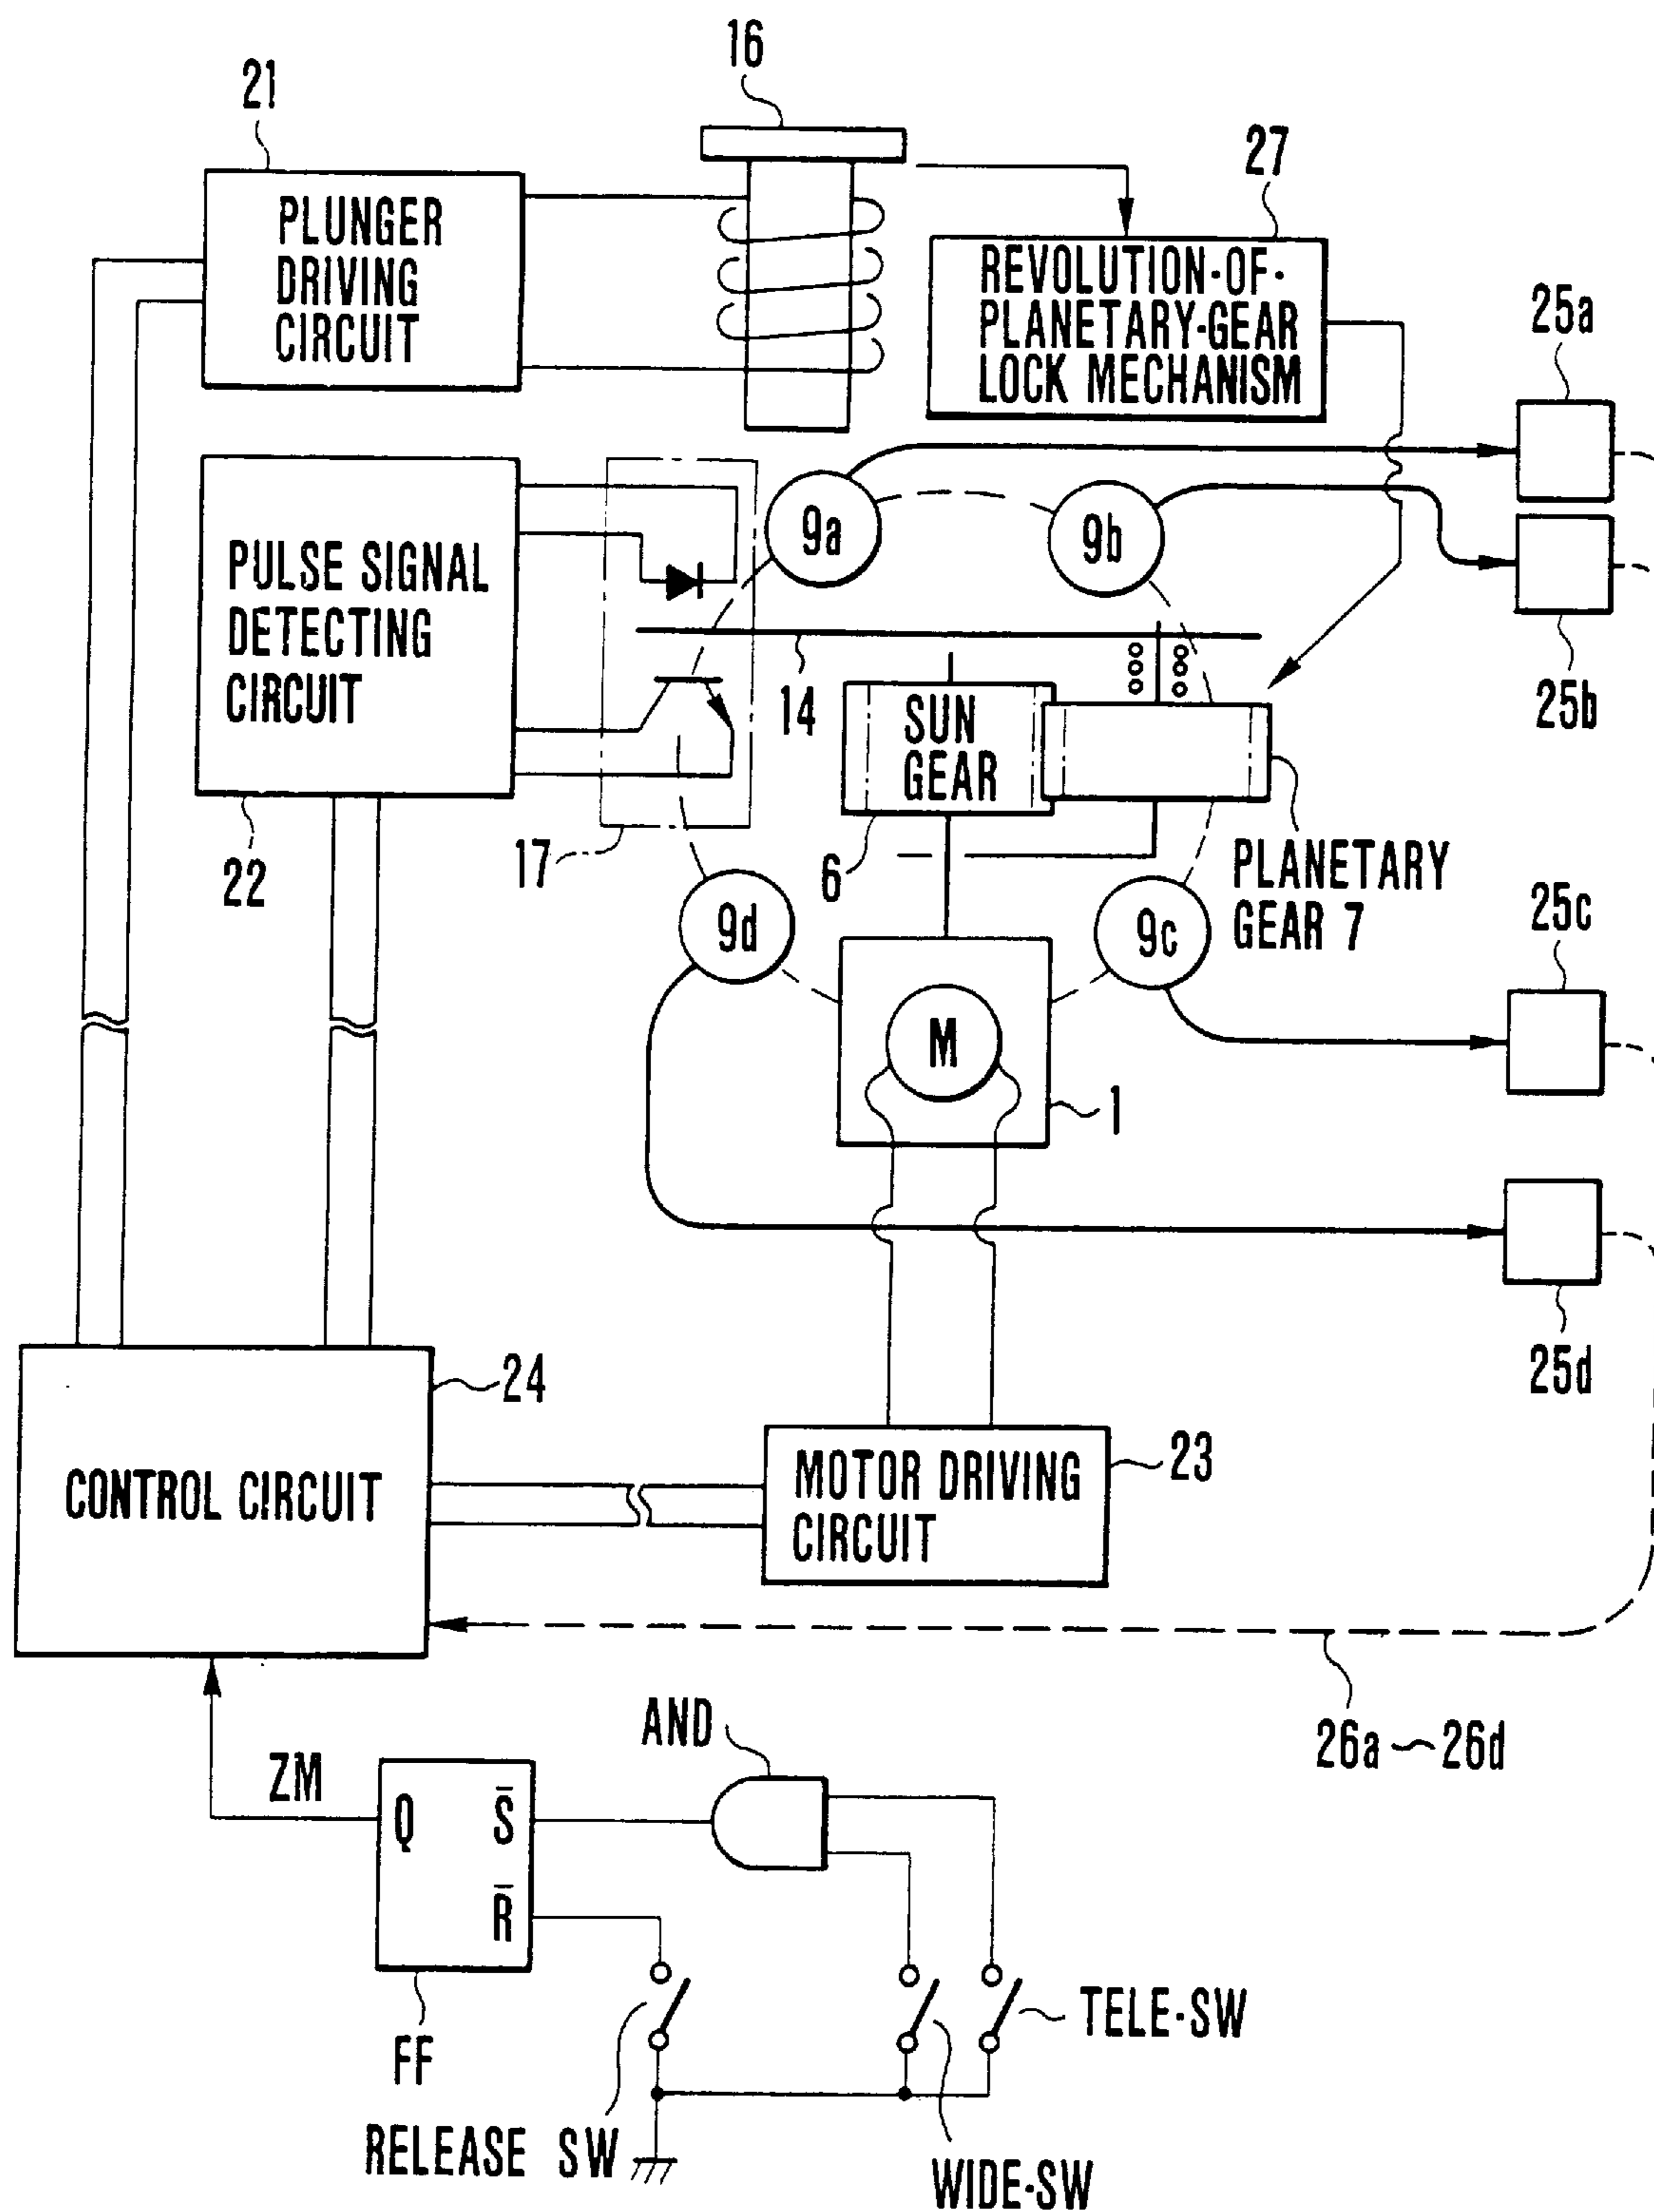 16
21
27
PLUNGER
DRIVING
CIRCUIT
REVOLUTION-OF-
PLANETARY-GEAR
LOCK MECHANISM
25a
9a
9b
PULSE SIGNAL
DETECTING
CIRCUIT
14
25b
SUN
GEAR
22
17
6
PLANETARY
GEAR 7
9d
9c
25c
M
1
25d
24
CONTROL CIRCUIT
MOTOR DRIVING
CIRCUIT
23
26a~26d
AND
ZM
Q
S̅
R̅
FF
TELE-SW
RELEASE SW
WIDE-SW